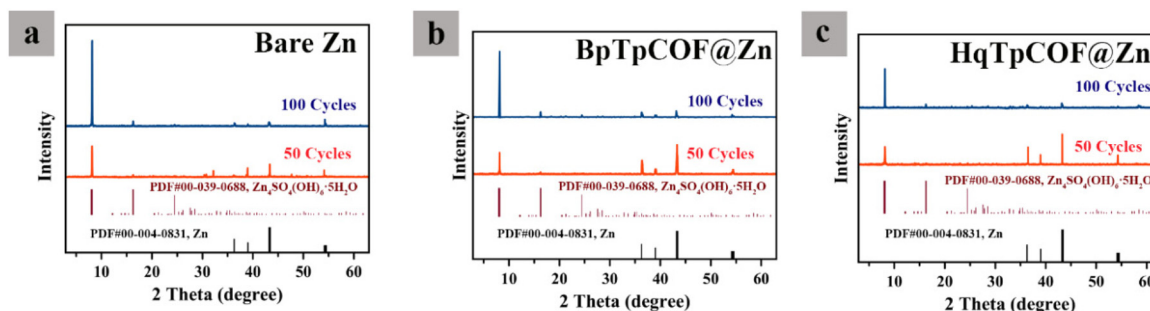 a
Bare Zn
100 Cycles
50 Cycles
PDF#00-039-0688, Zn₄SO₄(OH)₆·5H₂O
PDF#00-004-0831, Zn
Intensity
10 20 30 40 50 60
2 Theta (degree)
b
BpTpCOF@Zn
100 Cycles
50 Cycles
PDF#00-039-0688, Zn₄SO₄(OH)₆·5H₂O
PDF#00-004-0831, Zn
Intensity
10 20 30 40 50 60
2 Theta (degree)
c
HqTpCOF@Zn
100 Cycles
50 Cycles
PDF#00-039-0688, Zn₄SO₄(OH)₆·5H₂O
PDF#00-004-0831, Zn
Intensity
10 20 30 40 50 60
2 Theta (degree)